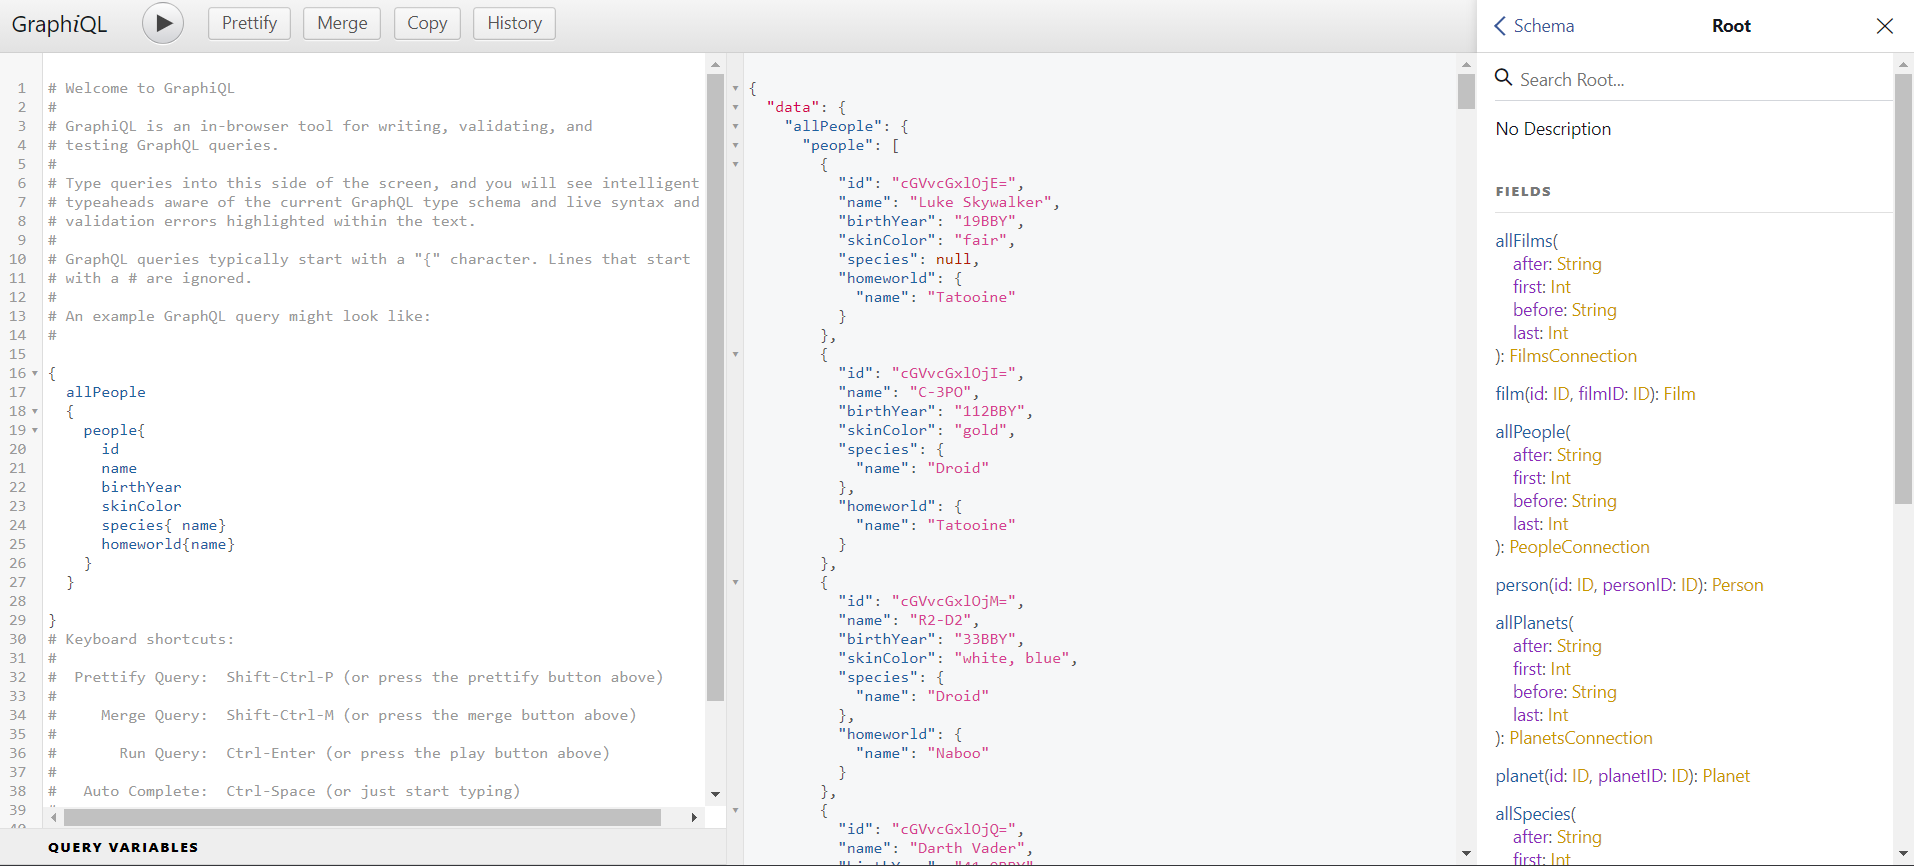 GraphiQL
Prettify
Merge
Copy
History
1 # Welcome to GraphiQL
2 #
3 # GraphiQL is an in-browser tool for writing, validating, and
4 # testing GraphQL queries.
5 #
6 # Type queries into this side of the screen, and you will see intelligent
7 # typeaheads aware of the current GraphQL type schema and live syntax and
8 # validation errors highlighted within the text.
9 #
10 # GraphQL queries typically start with a "{" character. Lines that start
11 # with a # are ignored.
12 #
13 # An example GraphQL query might look like:
14 #
15
16 {
17 allPeople
18 {
19 people{
20 id
21 name
22 birthYear
23 skinColor
24 species{ name}
25 homeworld{name}
26 }
27 }
28
29 }
30 # Keyboard shortcuts:
31 #
32 # Prettify Query: Shift-Ctrl-P (or press the prettify button above)
33 #
34 # Merge Query: Shift-Ctrl-M (or press the merge button above)
35 #
36 # Run Query: Ctrl-Enter (or press the play button above)
37 #
38 # Auto Complete: Ctrl-Space (or just start typing)
39
QUERY VARIABLES
{
"data": {
"allPeople": {
"people": [
{
"id": "cGVvcGxlOjE=",
"name": "Luke Skywalker",
"birthYear": "19BBY",
"skinColor": "fair",
"species": null,
"homeworld": {
"name": "Tatooine"
}
},
{
"id": "cGVvcGxlOjI=",
"name": "C-3PO",
"birthYear": "112BBY",
"skinColor": "gold",
"species": {
"name": "Droid"
},
"homeworld": {
"name": "Tatooine"
}
},
{
"id": "cGVvcGxlOjM=",
"name": "R2-D2",
"birthYear": "33BBY",
"skinColor": "white, blue",
"species": {
"name": "Droid"
},
"homeworld": {
"name": "Naboo"
}
},
{
"id": "cGVvcGxlOjQ=",
"name": "Darth Vader",
Schema
Root
Search Root...
No Description
FIELDS
allFilms(
after: String
first: Int
before: String
last: Int
): FilmsConnection
film(id: ID, filmID: ID): Film
allPeople(
after: String
first: Int
before: String
last: Int
): PeopleConnection
person(id: ID, personID: ID): Person
allPlanets(
after: String
first: Int
before: String
last: Int
): PlanetsConnection
planet(id: ID, planetID: ID): Planet
allSpecies(
after: String
first: Int